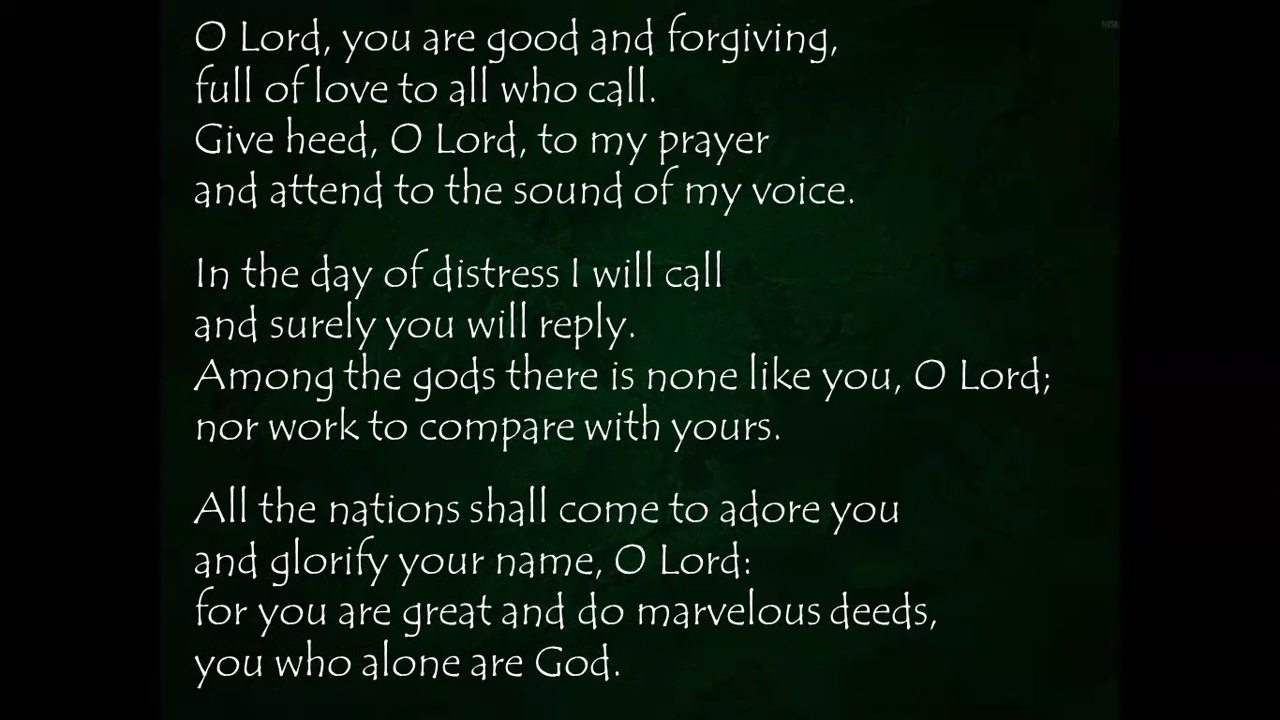 O Lord, you are good and forgiving,
full of love to all who call.
Give heed, O Lord, to my prayer
and attend to the sound of my voice.
In the day of distress I will call
and surely you will reply.
Among the gods there is none like you, O Lord;
nor work to compare with yours.
All the nations shall come to adore you
and glorify your name, O Lord:
for you are great and do marvelous deeds,
you who alone are God.